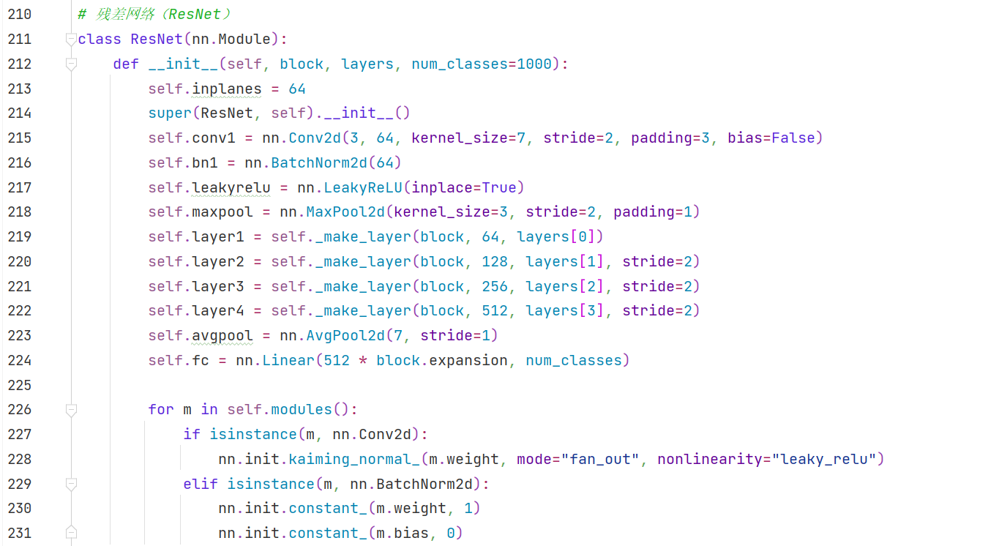 210 # 残差网络（ResNet）
211 class ResNet(nn.Module):
212     def __init__(self, block, layers, num_classes=1000):
213         self.inplanes = 64
214         super(ResNet, self).__init__()
215         self.conv1 = nn.Conv2d(3, 64, kernel_size=7, stride=2, padding=3, bias=False)
216         self.bn1 = nn.BatchNorm2d(64)
217         self.leakyrelu = nn.LeakyReLU(inplace=True)
218         self.maxpool = nn.MaxPool2d(kernel_size=3, stride=2, padding=1)
219         self.layer1 = self._make_layer(block, 64, layers[0])
220         self.layer2 = self._make_layer(block, 128, layers[1], stride=2)
221         self.layer3 = self._make_layer(block, 256, layers[2], stride=2)
222         self.layer4 = self._make_layer(block, 512, layers[3], stride=2)
223         self.avgpool = nn.AvgPool2d(7, stride=1)
224         self.fc = nn.Linear(512 * block.expansion, num_classes)
225
226         for m in self.modules():
227             if isinstance(m, nn.Conv2d):
228                 nn.init.kaiming_normal_(m.weight, mode="fan_out", nonlinearity="leaky_relu")
229             elif isinstance(m, nn.BatchNorm2d):
230                 nn.init.constant_(m.weight, 1)
231                 nn.init.constant_(m.bias, 0)